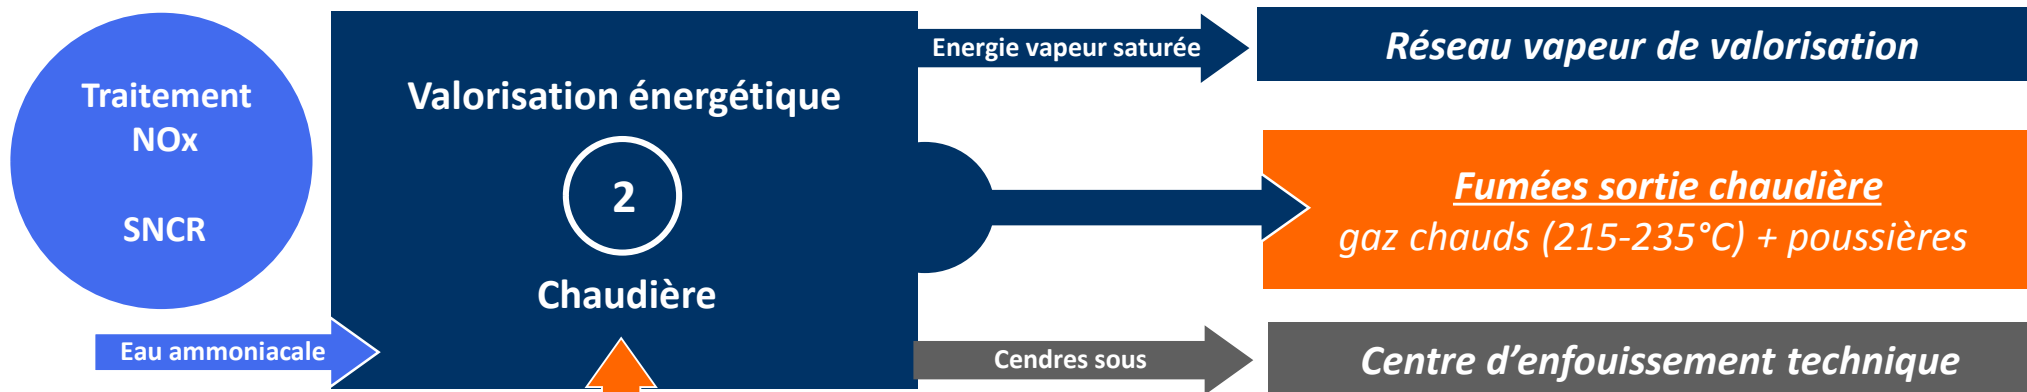 Traitement
NOx
SNCR
Eau ammoniacale
Valorisation énergétique
2
Chaudière
Energie vapeur saturée
Réseau vapeur de valorisation
Fumées sortie chaudière
gaz chauds (215-235°C) + poussières
Cendres sous
Centre d’enfouissement technique